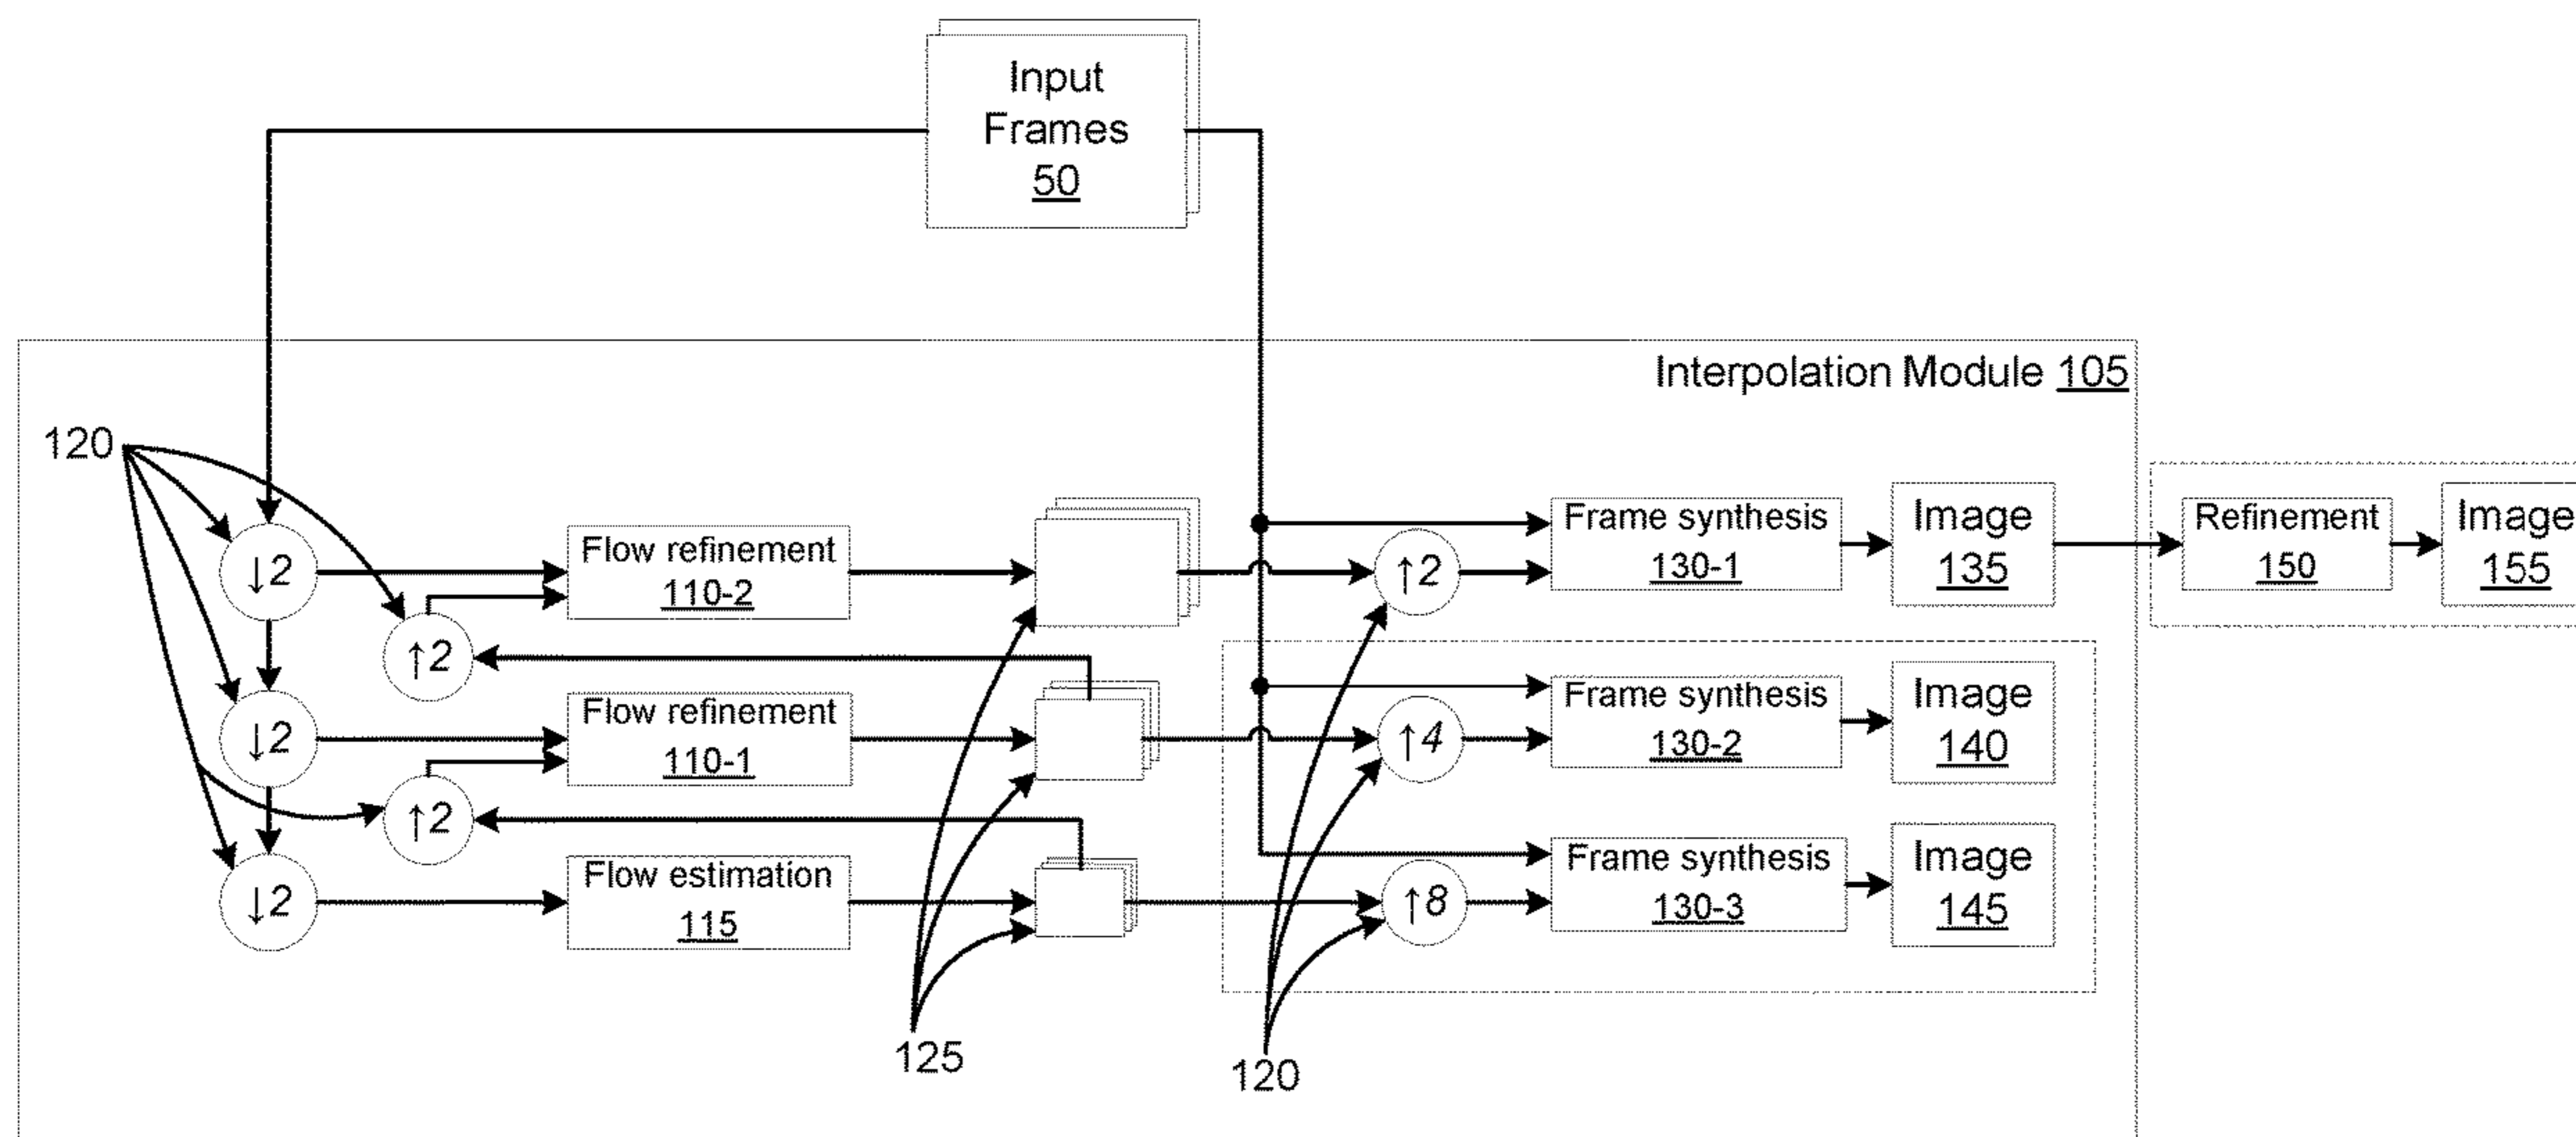 Input
Frames
50
Interpolation Module 105
120
↓2
Flow refinement
110-2
↑2
Frame synthesis
130-1
Image
135
Refinement
150
Image
155
↑2
↓2
Flow refinement
110-1
↑4
Frame synthesis
130-2
Image
140
↑2
↓2
Flow estimation
115
↑8
Frame synthesis
130-3
Image
145
125
120